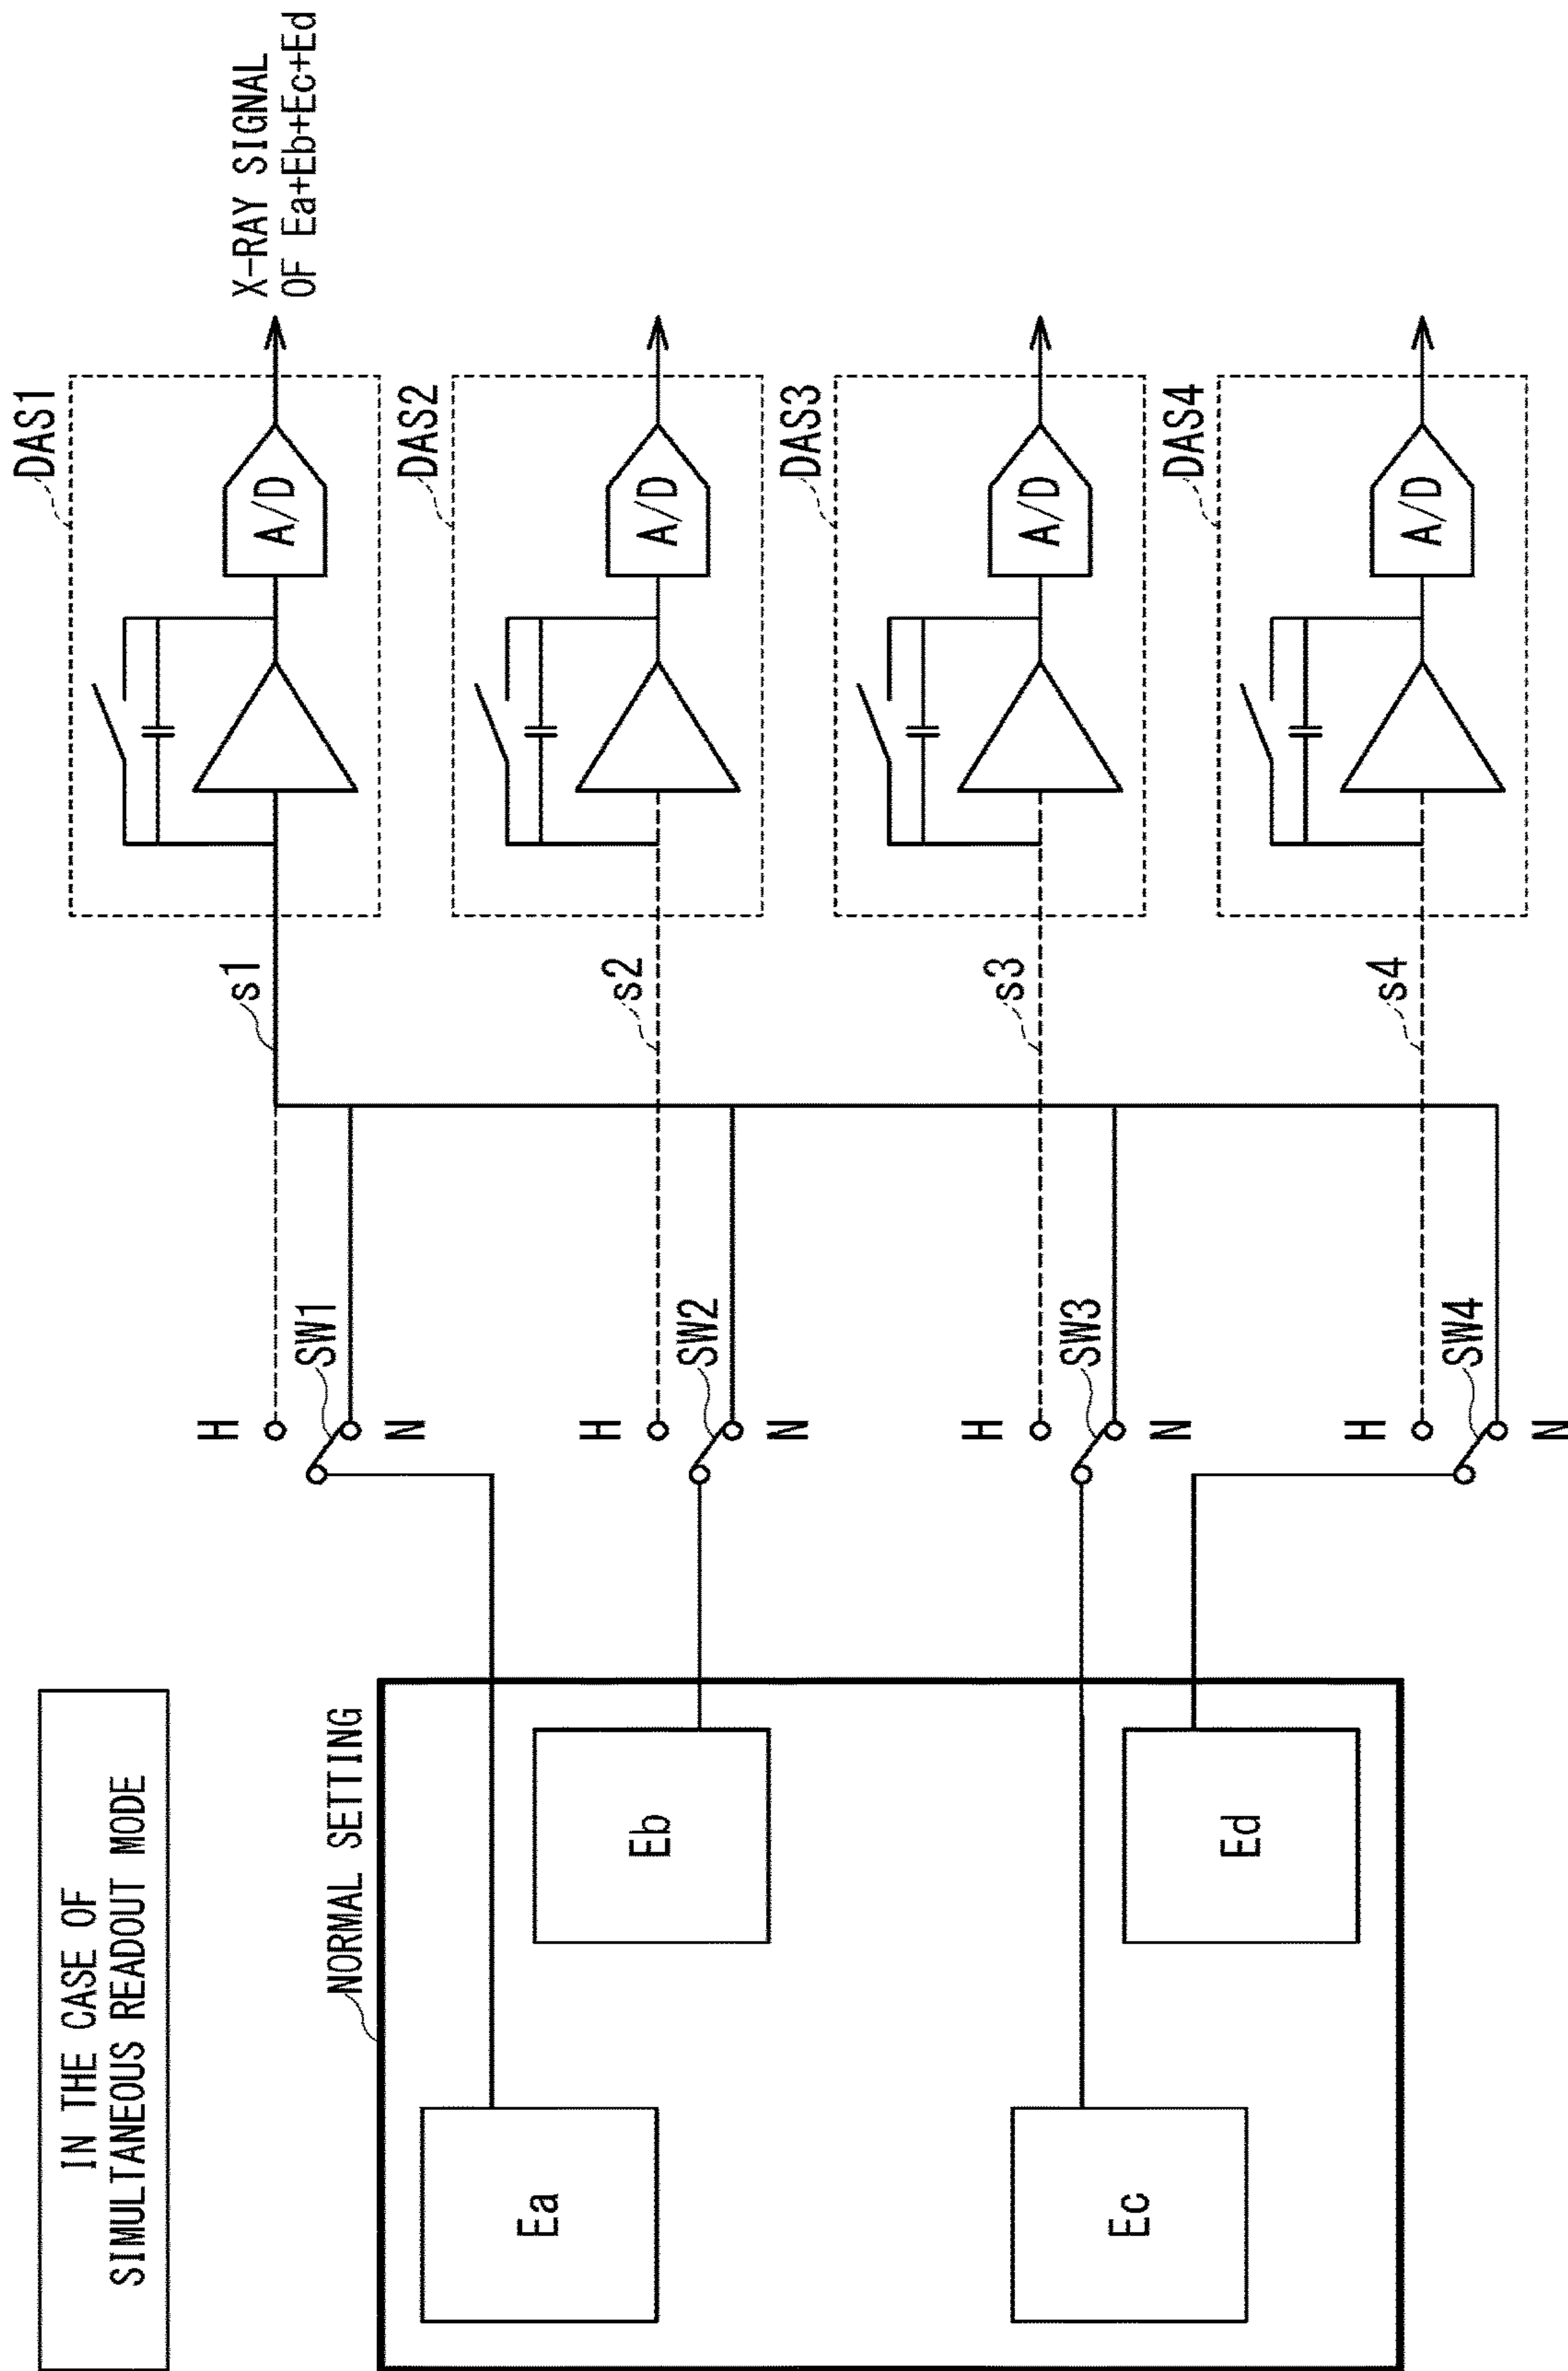 IN THE CASE OF
SIMULTANEOUS READOUT MODE
NORMAL SETTING
Ea
Eb
Ec
Ed
H
SW1
N
H
SW2
N
H
SW3
N
H
SW4
N
s1
s2
s3
s4
DAS1
A/D
DAS2
A/D
DAS3
A/D
DAS4
A/D
X-RAY SIGNAL
OF Ea+Eb+Ec+Ed